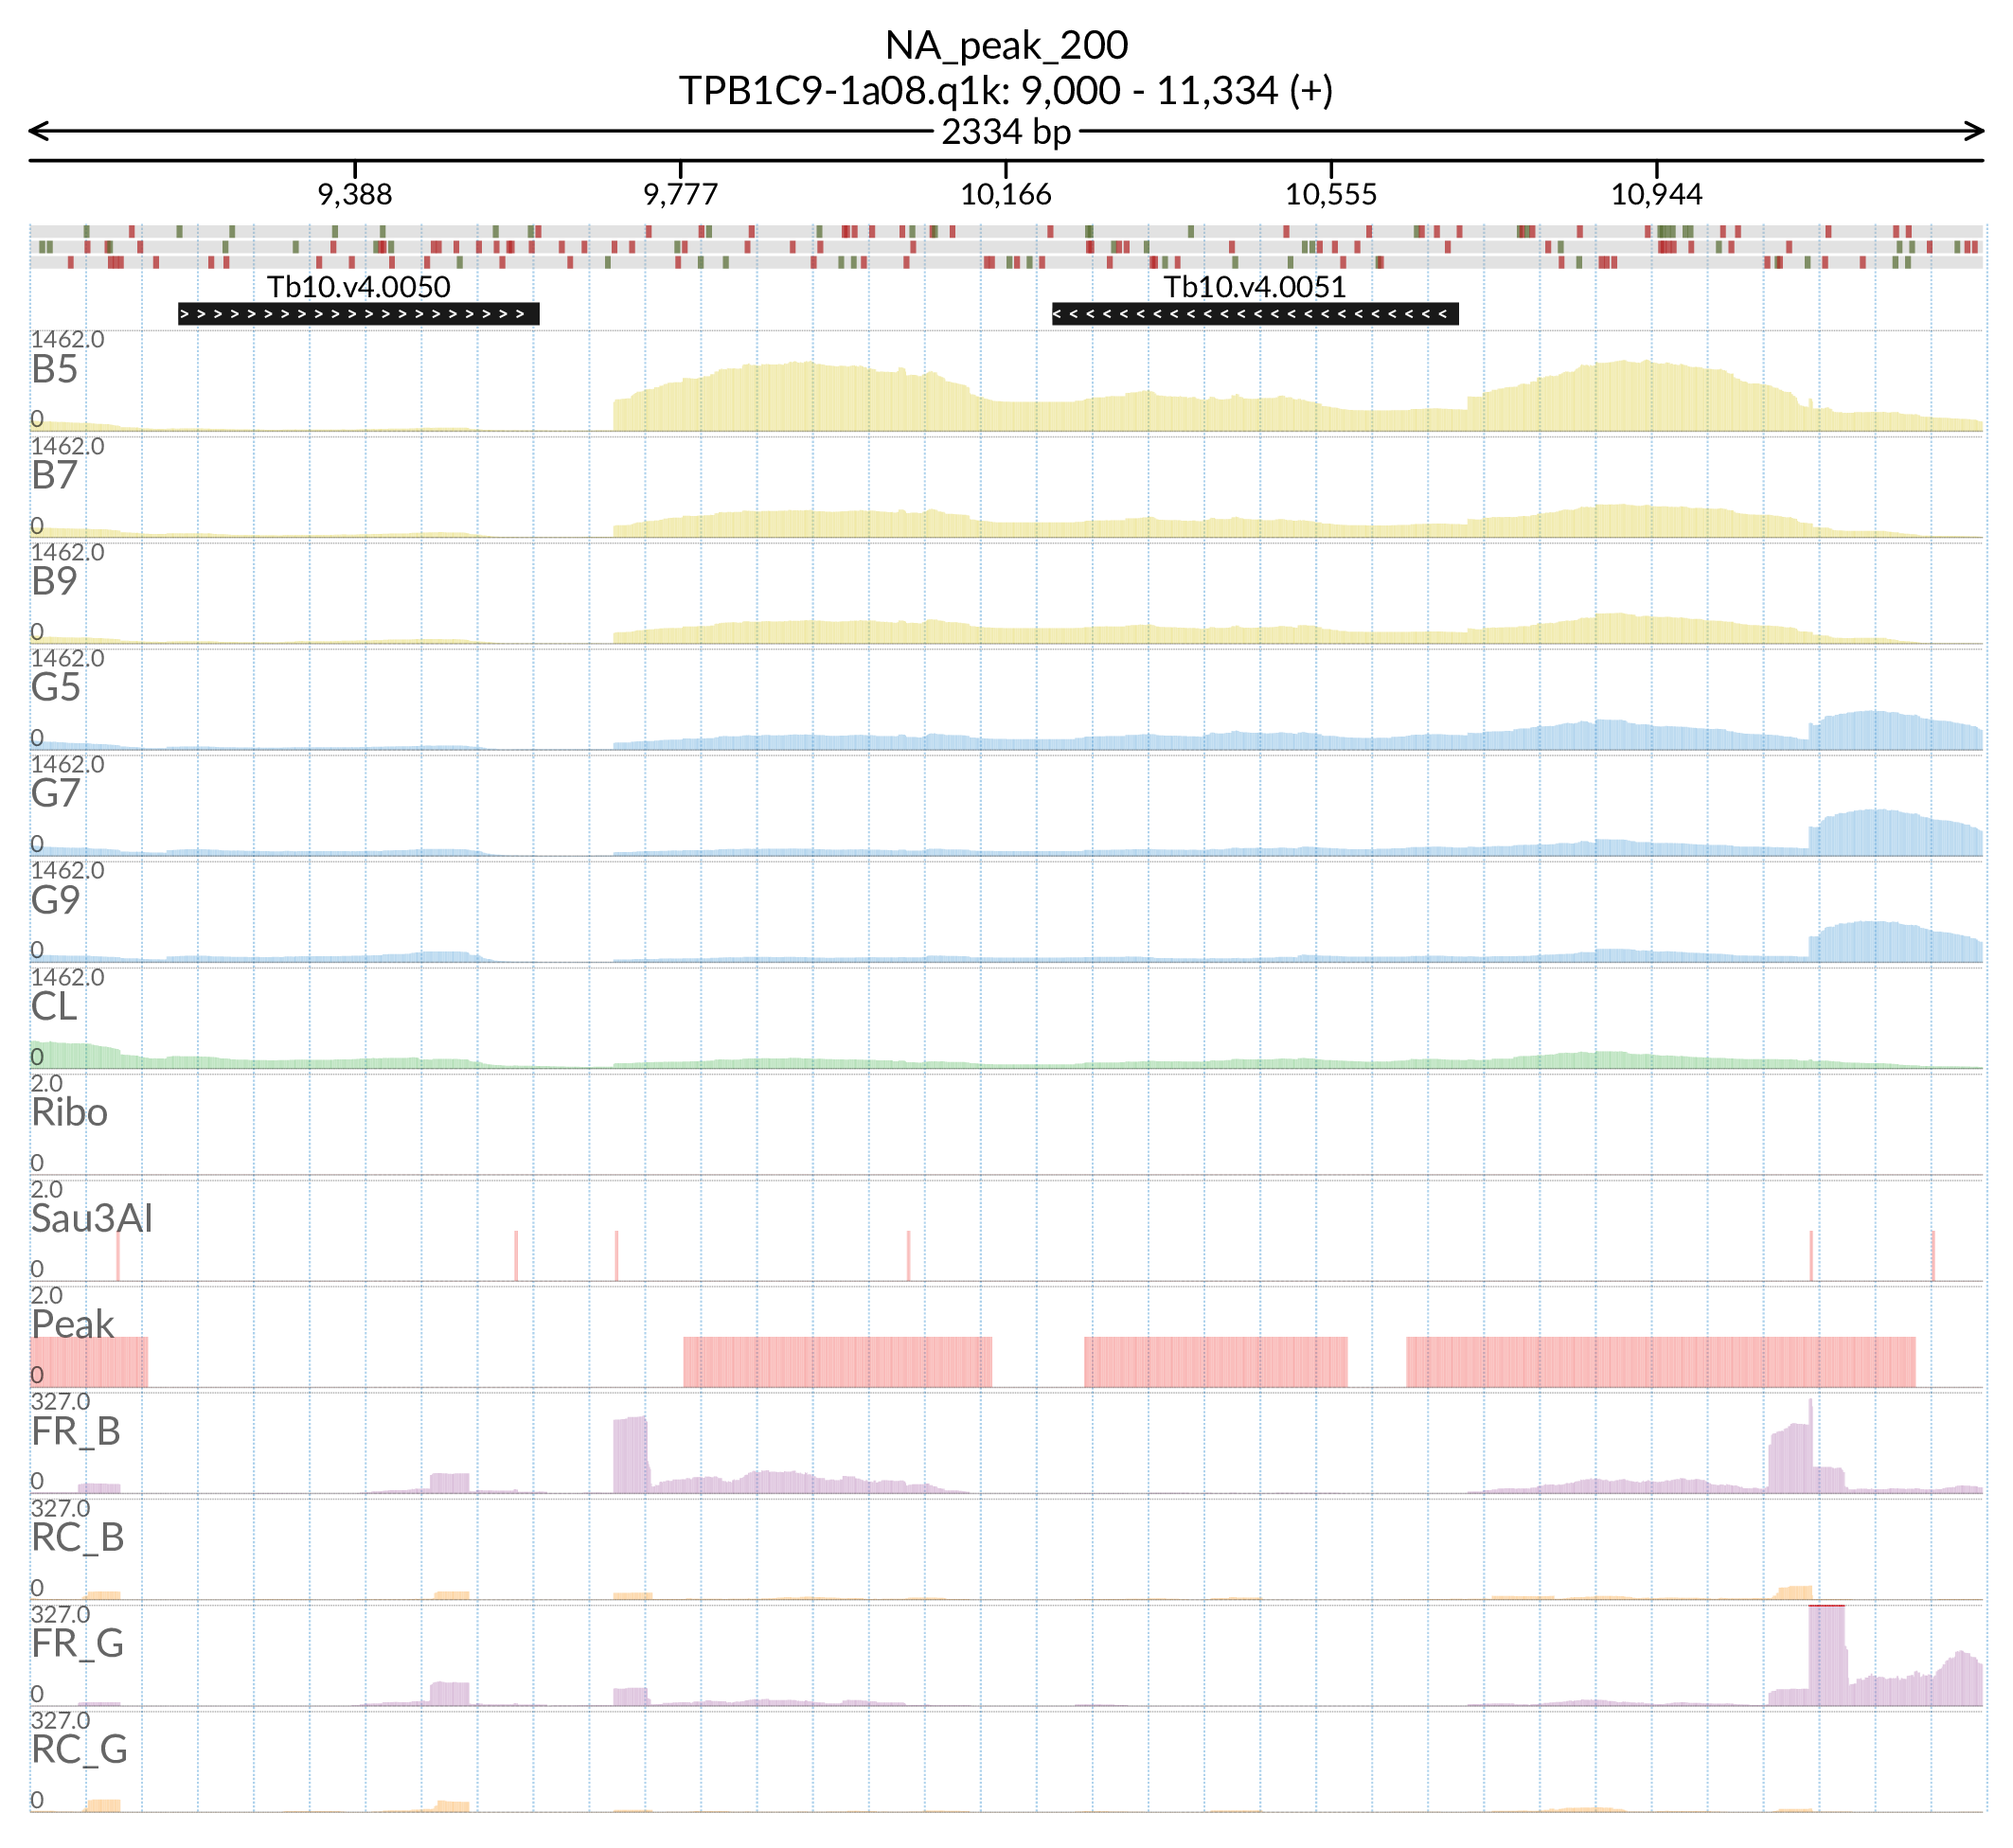 NA_peak_200
TPB1C9-1a08.q1k: 9,000 - 11,334 (+)
2334 bp
9,388 9,777 10,166 10,555 10,944
Tb10.v4.0050 Tb10.v4.0051
1462.0
B5
0
1462.0
B7
0
1462.0
B9
0
1462.0
G5
0
1462.0
G7
0
1462.0
G9
0
1462.0
CL
0
2.0
Ribo
0
2.0
Sau3AI
0
2.0
Peak
0
327.0
FR_B
0
327.0
RC_B
0
327.0
FR_G
0
327.0
RC_G
0